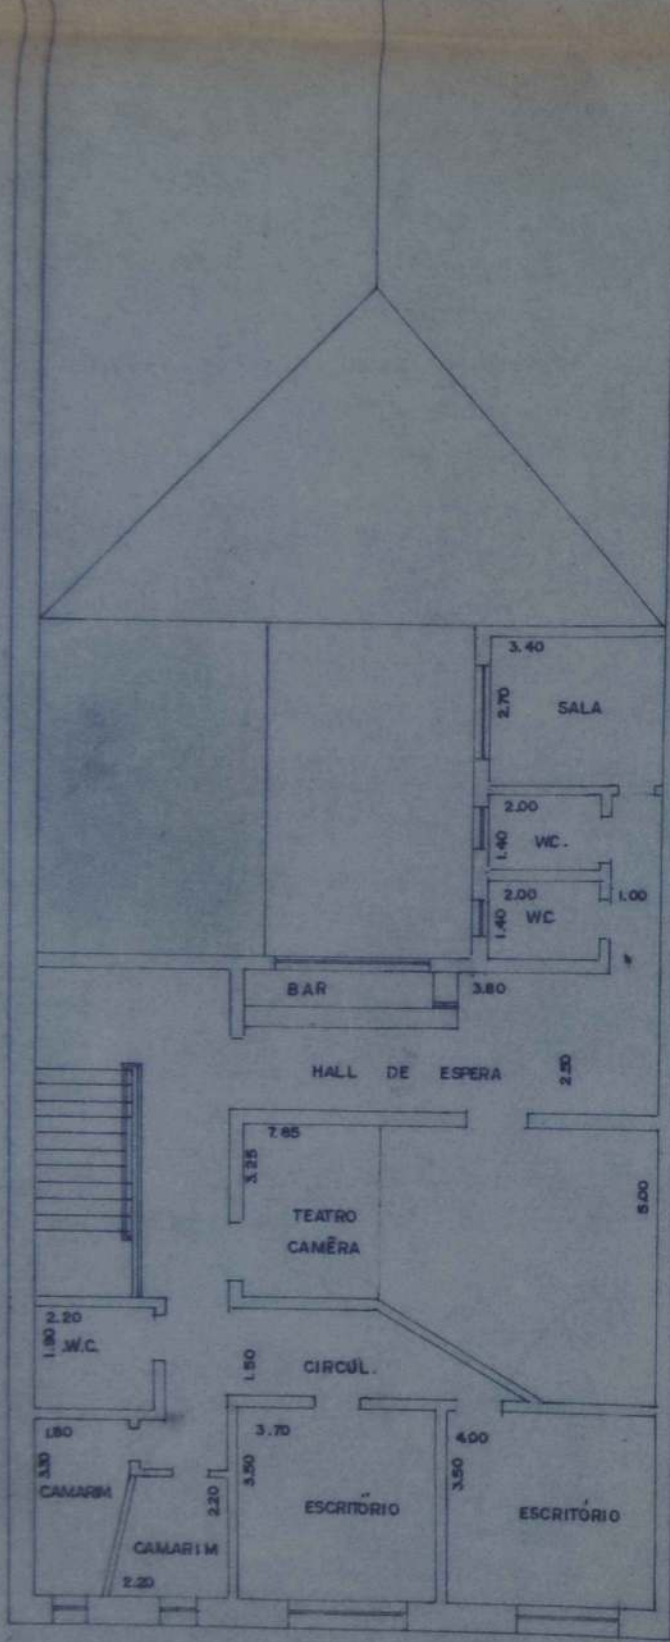 3.40
2.70
SALA
2.00
1.40
WC.
2.00
1.40
WC
1.00
BAR
3.80
HALL DE ESPERA
2.50
7.85
3.25
TEATRO
CAMÊRA
5.00
2.20
1.90
W.C.
1.50
CIRCUL.
1.80
3.30
CAMARIM
2.20
CAMARIM
2.20
3.70
3.50
ESCRITÓRIO
4.00
3.50
ESCRITÓRIO